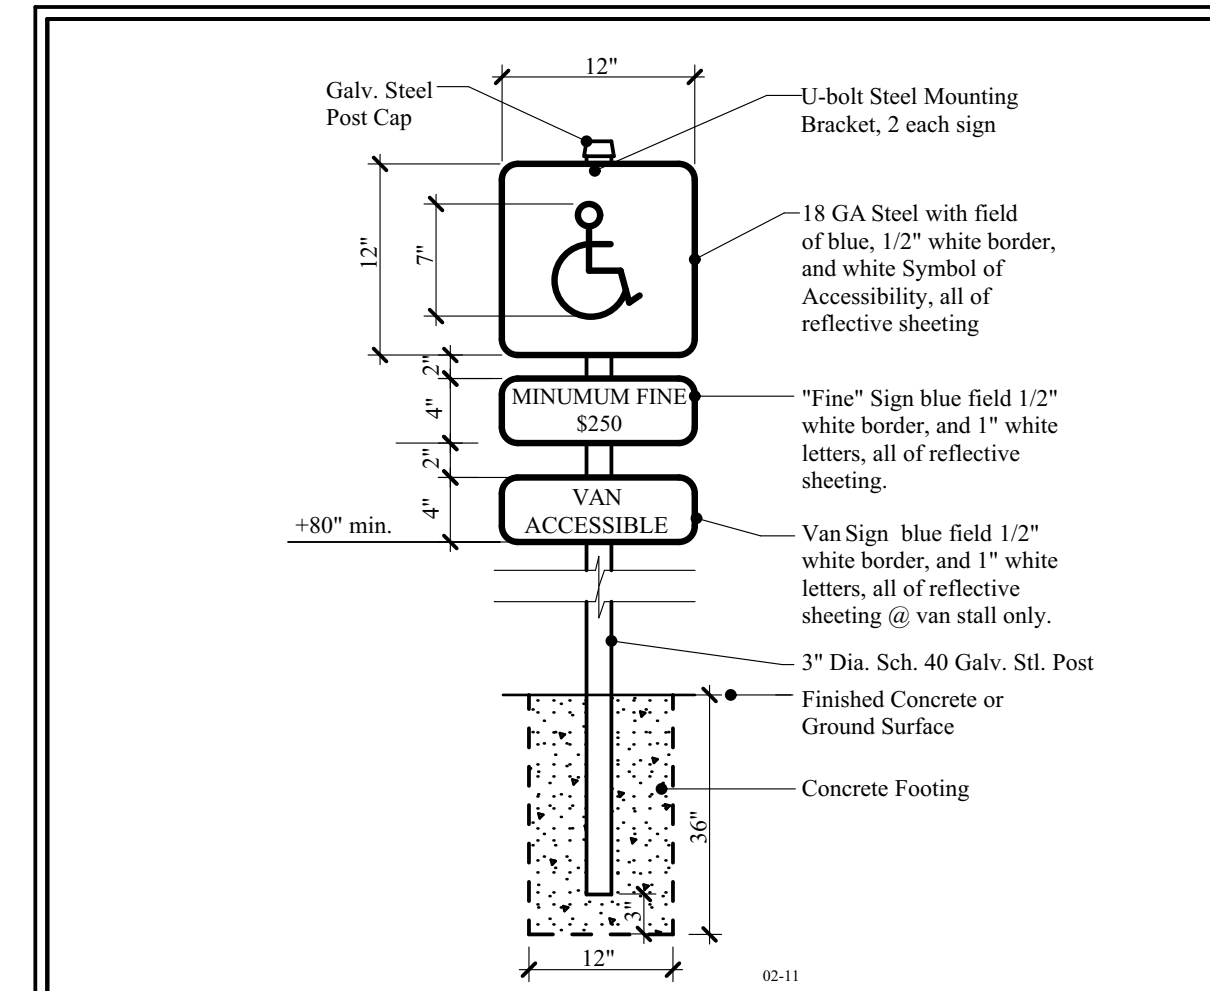 12"
Galv. Steel
Post Cap
U-bolt Steel Mounting
Bracket, 2 each sign
12"
7"
18 GA Steel with field
of blue, 1/2" white border,
and white Symbol of
Accessibility, all of
reflective sheeting
2"
MINUMUM FINE
$250
4"
"Fine" Sign blue field 1/2"
white border, and 1" white
letters, all of reflective
sheeting.
2"
VAN
ACCESSIBLE
4"
+80" min.
Van Sign blue field 1/2"
white border, and 1" white
letters, all of reflective
sheeting @ van stall only.
3" Dia. Sch. 40 Galv. Stl. Post
Finished Concrete or
Ground Surface
Concrete Footing
36"
3"
12"
02-11